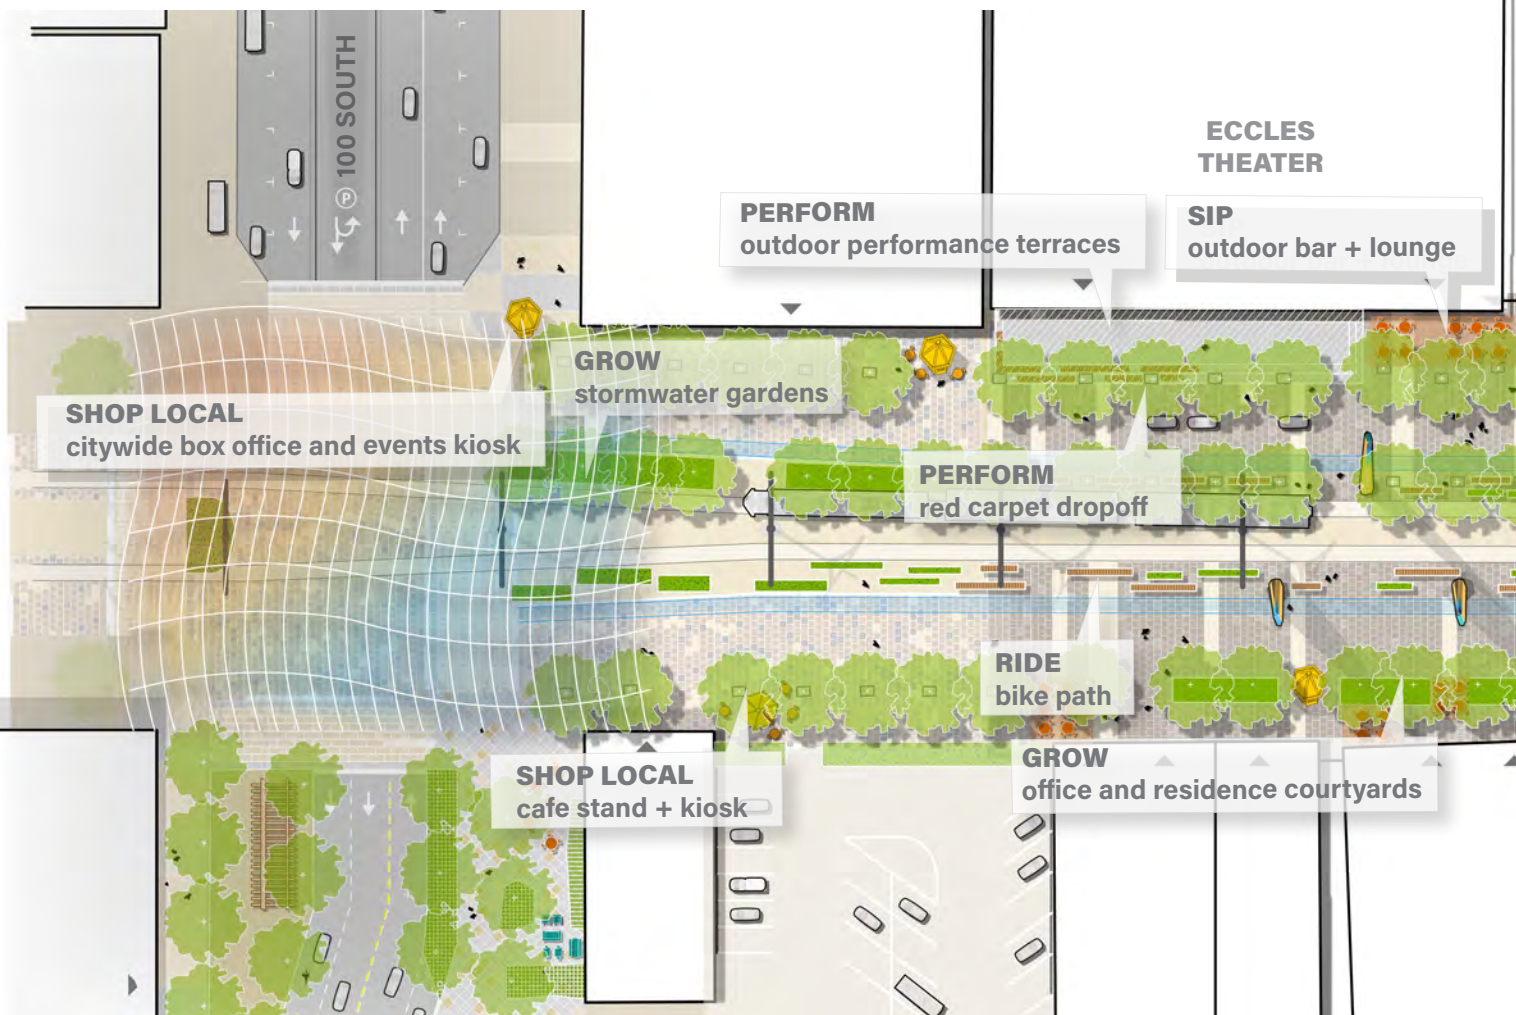 100 SOUTH
P
ECCLES
THEATER
PERFORM
outdoor performance terraces
SIP
outdoor bar + lounge
GROW
stormwater gardens
SHOP LOCAL
citywide box office and events kiosk
PERFORM
red carpet dropoff
RIDE
bike path
SHOP LOCAL
cafe stand + kiosk
GROW
office and residence courtyards